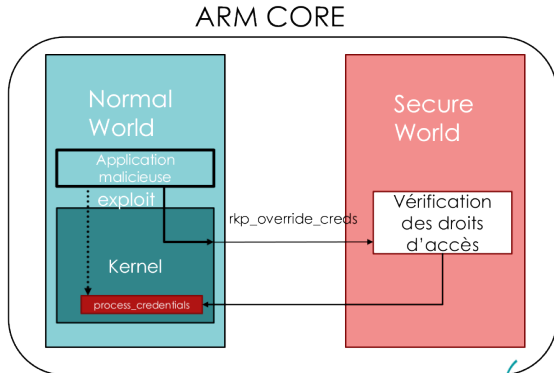 ARM CORE
Normal
World
Secure
World
Application
malicieuse
exploit
rkp_override_creds
Vérification
des droits
d'accès
Kernel
process_credentials